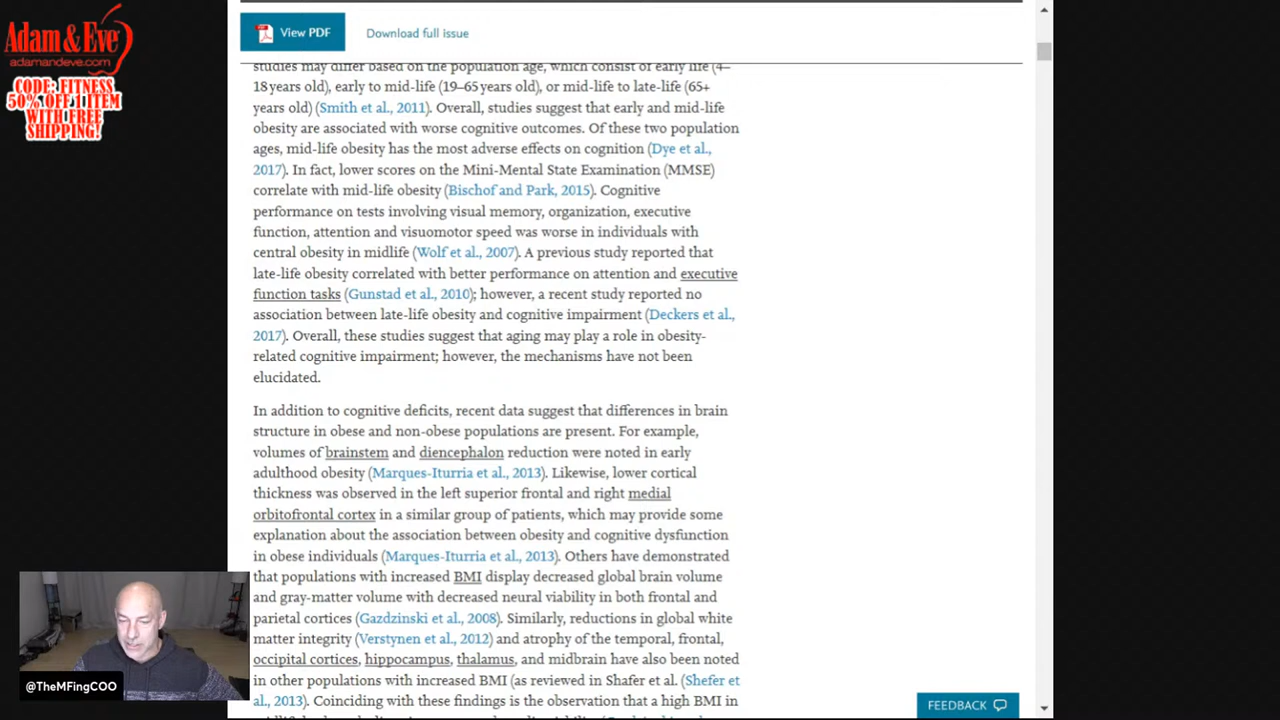 Adam & Eve
adamandeve.com
CODE: FITNESS
50% OFF 1 ITEM
WITH FREE
SHIPPING!
View PDF
Download full issue
studies may differ based on the population age, which consist of early life (4–
18 years old), early to mid-life (19–65 years old), or mid-life to late-life (65+
years old) (Smith et al., 2011). Overall, studies suggest that early and mid-life
obesity are associated with worse cognitive outcomes. Of these two population
ages, mid-life obesity has the most adverse effects on cognition (Dye et al.,
2017). In fact, lower scores on the Mini-Mental State Examination (MMSE)
correlate with mid-life obesity (Bischof and Park, 2015). Cognitive
performance on tests involving visual memory, organization, executive
function, attention and visuomotor speed was worse in individuals with
central obesity in midlife (Wolf et al., 2007). A previous study reported that
late-life obesity correlated with better performance on attention and executive
function tasks (Gunstad et al., 2010); however, a recent study reported no
association between late-life obesity and cognitive impairment (Deckers et al.,
2017). Overall, these studies suggest that aging may play a role in obesity-
related cognitive impairment; however, the mechanisms have not been
elucidated.
In addition to cognitive deficits, recent data suggest that differences in brain
structure in obese and non-obese populations are present. For example,
volumes of brainstem and diencephalon reduction were noted in early
adulthood obesity (Marques-Iturria et al., 2013). Likewise, lower cortical
thickness was observed in the left superior frontal and right medial
orbitofrontal cortex in a similar group of patients, which may provide some
explanation about the association between obesity and cognitive dysfunction
in obese individuals (Marques-Iturria et al., 2013). Others have demonstrated
that populations with increased BMI display decreased global brain volume
and gray-matter volume with decreased neural viability in both frontal and
parietal cortices (Gazdzinski et al., 2008). Similarly, reductions in global white
matter integrity (Verstynen et al., 2012) and atrophy of the temporal, frontal,
occipital cortices, hippocampus, thalamus, and midbrain have also been noted
in other populations with increased BMI (as reviewed in Shafer et al. (Shefer et
al., 2013). Coinciding with these findings is the observation that a high BMI in
@TheMFingCOO
FEEDBACK